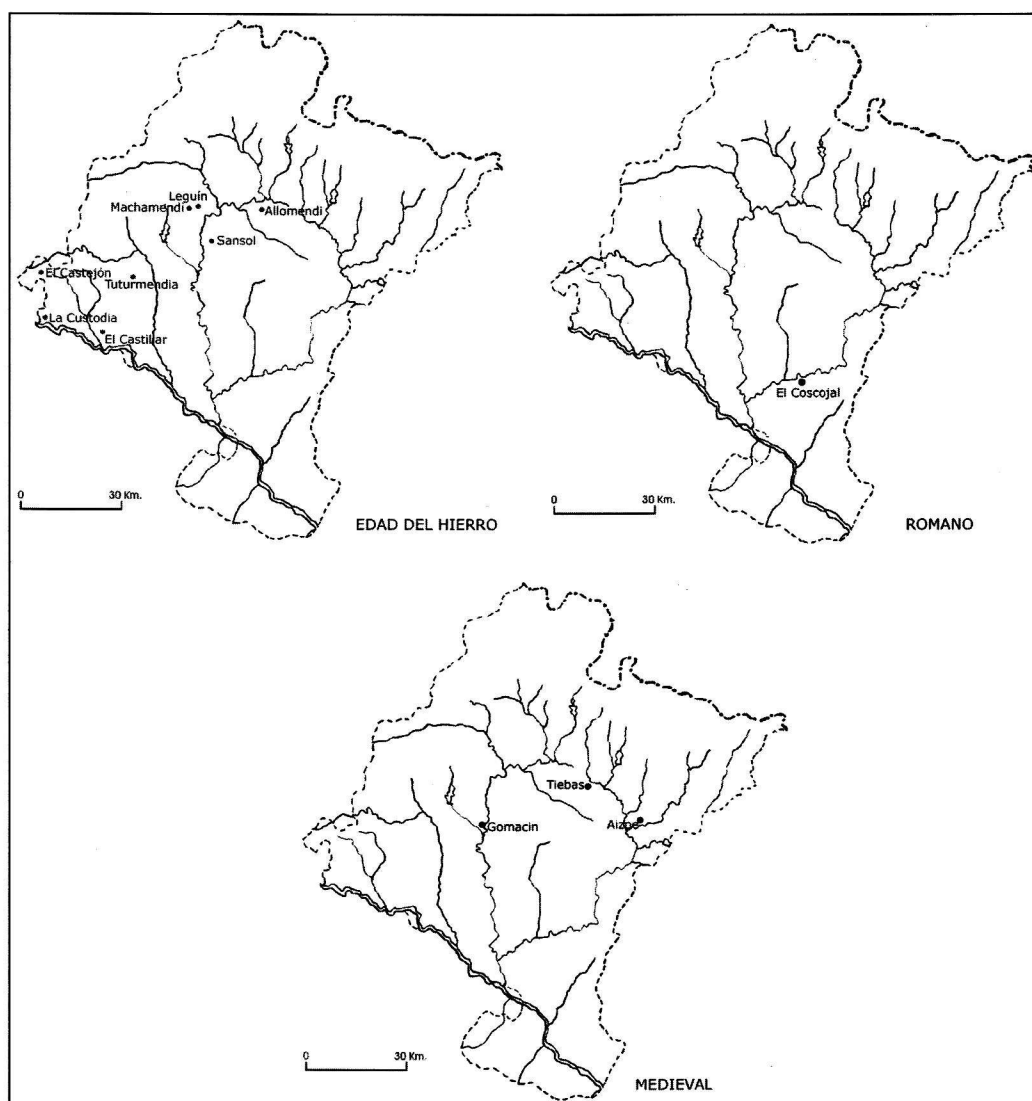 Leguín
Machamendi
Allomendi
Sansol
El Castejón
Tuturmendia
La Custodia
El Castillar
0 30 Km.
EDAD DEL HIERRO
El Coscojal
0 30 Km.
ROMANO
Tiebas
Aizpe
Gomacin
0 30 Km.
MEDIEVAL